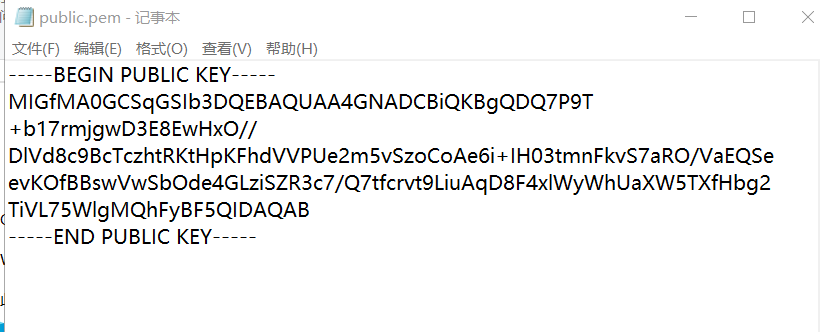 public.pem - 记事本
文件(F) 编辑(E) 格式(O) 查看(V) 帮助(H)
-----BEGIN PUBLIC KEY-----
MIGfMA0GCSqGSIb3DQEBAQUAA4GNADCBiQKBgQDQ7P9T
+b17rmjgwD3E8EwHxO//
DlVd8c9BcTczhtRKtHpKFhdVVPUe2m5vSzoCoAe6i+IH03tmnFkvS7aRO/VaEQSe
evKOfBBswVwSbOde4GLziSZR3c7/Q7tfcrvt9LiuAqD8F4xlWyWhUaXW5TXfHbg2
TiVL75WlgMQhFyBF5QIDAQAB
-----END PUBLIC KEY-----